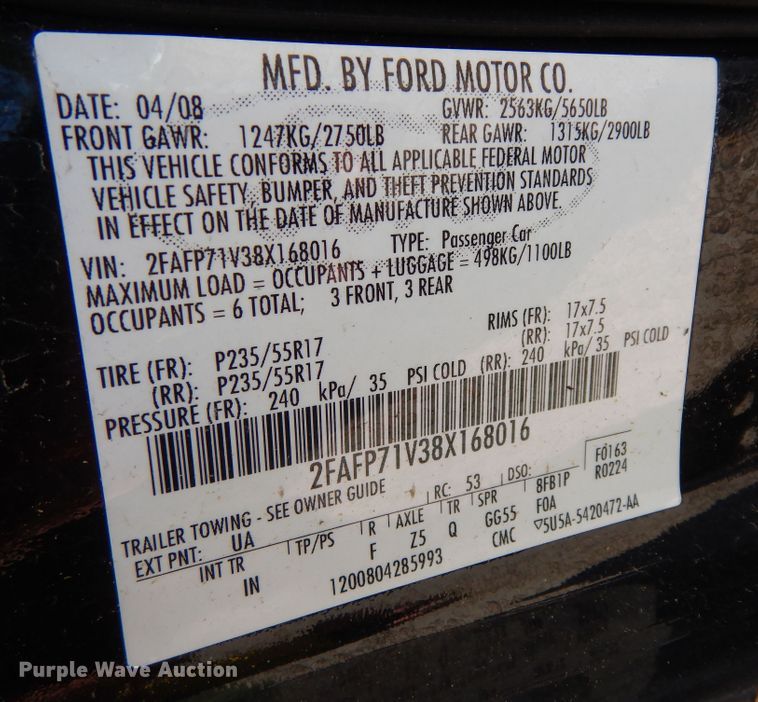 MFD. BY FORD MOTOR CO.
DATE: 04/08 GVWR: 2563KG/5650LB
FRONT GAWR: 1247KG/2750LB REAR GAWR: 1315KG/2900LB
THIS VEHICLE CONFORMS TO ALL APPLICABLE FEDERAL MOTOR
VEHICLE SAFETY, BUMPER, AND THEFT PREVENTION STANDARDS
IN EFFECT ON THE DATE OF MANUFACTURE SHOWN ABOVE.
VIN: 2FAFP71V38X168016 TYPE: Passenger Car
MAXIMUM LOAD = OCCUPANTS + LUGGAGE = 498KG/1100LB
OCCUPANTS = 6 TOTAL; 3 FRONT, 3 REAR
TIRE (FR): P235/55R17 RIMS (FR): 17x7.5
(RR): P235/55R17 (RR): 17x7.5
PRESSURE (FR): 240 kPa/ 35 PSI COLD (RR): 240 kPa/ 35 PSI COLD
2FAFP71V38X168016
TRAILER TOWING - SEE OWNER GUIDE RC: 53 DSO: F0163
EXT PNT: UA TP/PS R AXLE TR SPR 8FB1P R0224
INT TR F Z5 Q GG55 FOA
IN 1200804285993 CMC ▽5U5A-5420472-AA
Purple Wave Auction